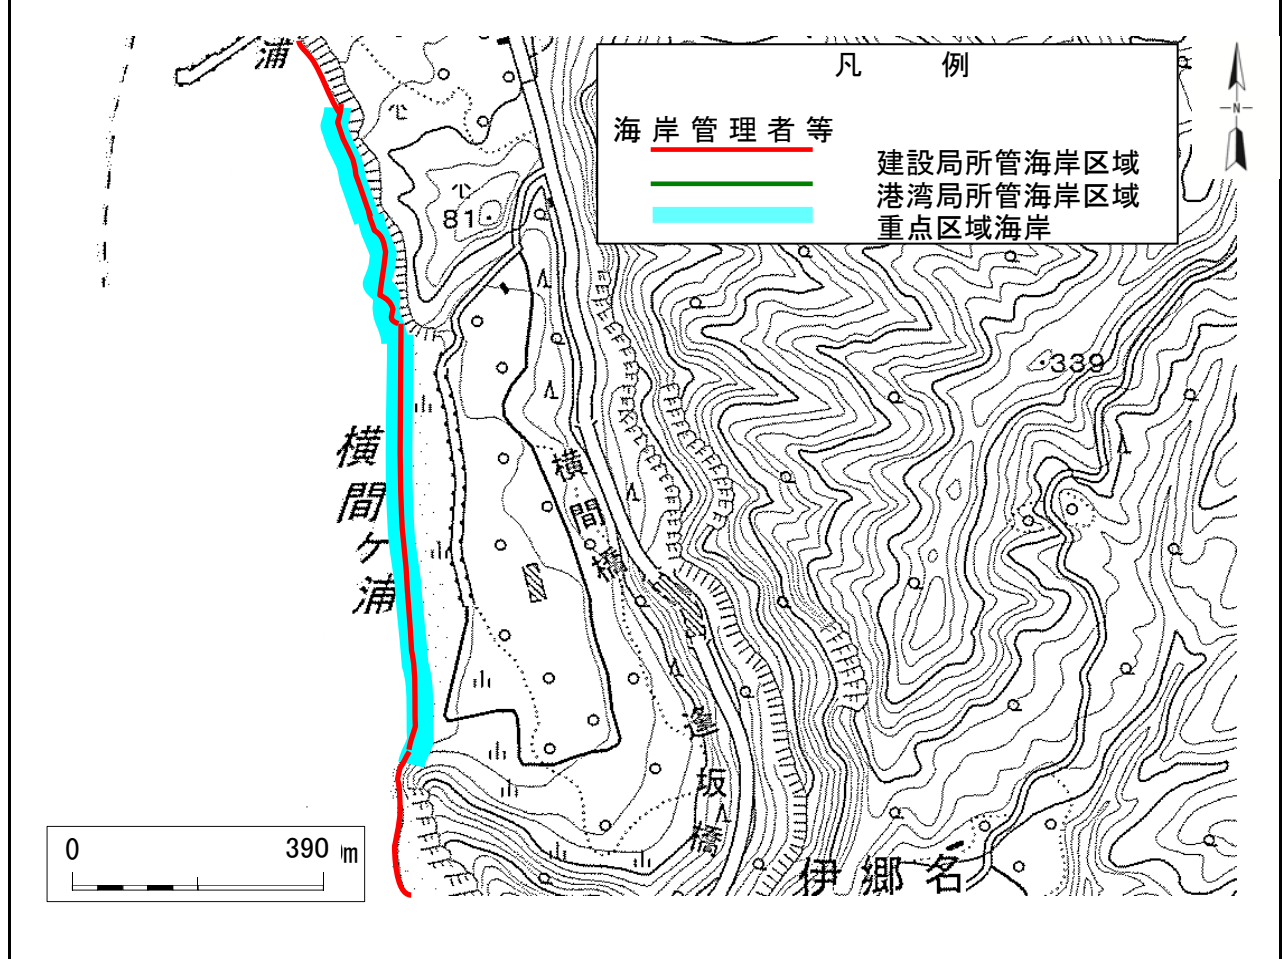 浦
凡例
N
海岸管理者等
建設局所管海岸区域
港湾局所管海岸区域
重点区域海岸
81
339
横間ケ浦
横間橋
逢坂橋
伊郷名
0 390 m